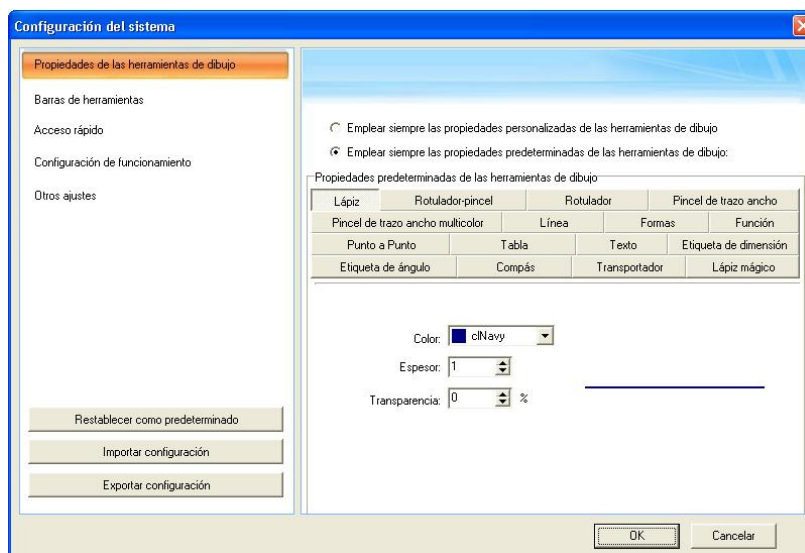 Configuración del sistema
Propiedades de las herramientas de dibujo
Barras de herramientas
Acceso rápido
Configuración de funcionamiento
Otros ajustes
Restablecer como predeterminado
Importar configuración
Exportar configuración
Emplear siempre las propiedades personalizadas de las herramientas de dibujo
Emplear siempre las propiedades predeterminadas de las herramientas de dibujo:
Propiedades predeterminadas de las herramientas de dibujo
Lápiz Rotulador-pincel Rotulador Pincel de trazo ancho
Pincel de trazo ancho multicolor Línea Formas Función
Punto a Punto Tabla Texto Etiqueta de dimensión
Etiqueta de ángulo Compás Transportador Lápiz mágico
Color: clNavy
Espesor: 1
Transparencia: 0 %
OK Cancelar